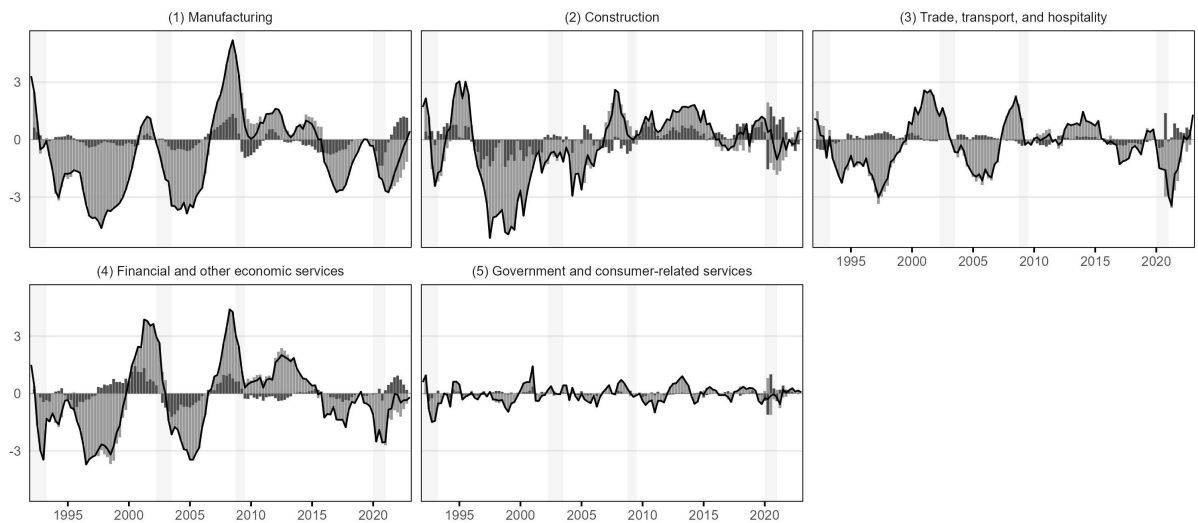 (1) Manufacturing
(2) Construction
(3) Trade, transport, and hospitality
3
0
-3
1995 2000 2005 2010 2015 2020
(4) Financial and other economic services
(5) Government and consumer-related services
3
0
-3
1995 2000 2005 2010 2015 2020
1995 2000 2005 2010 2015 2020